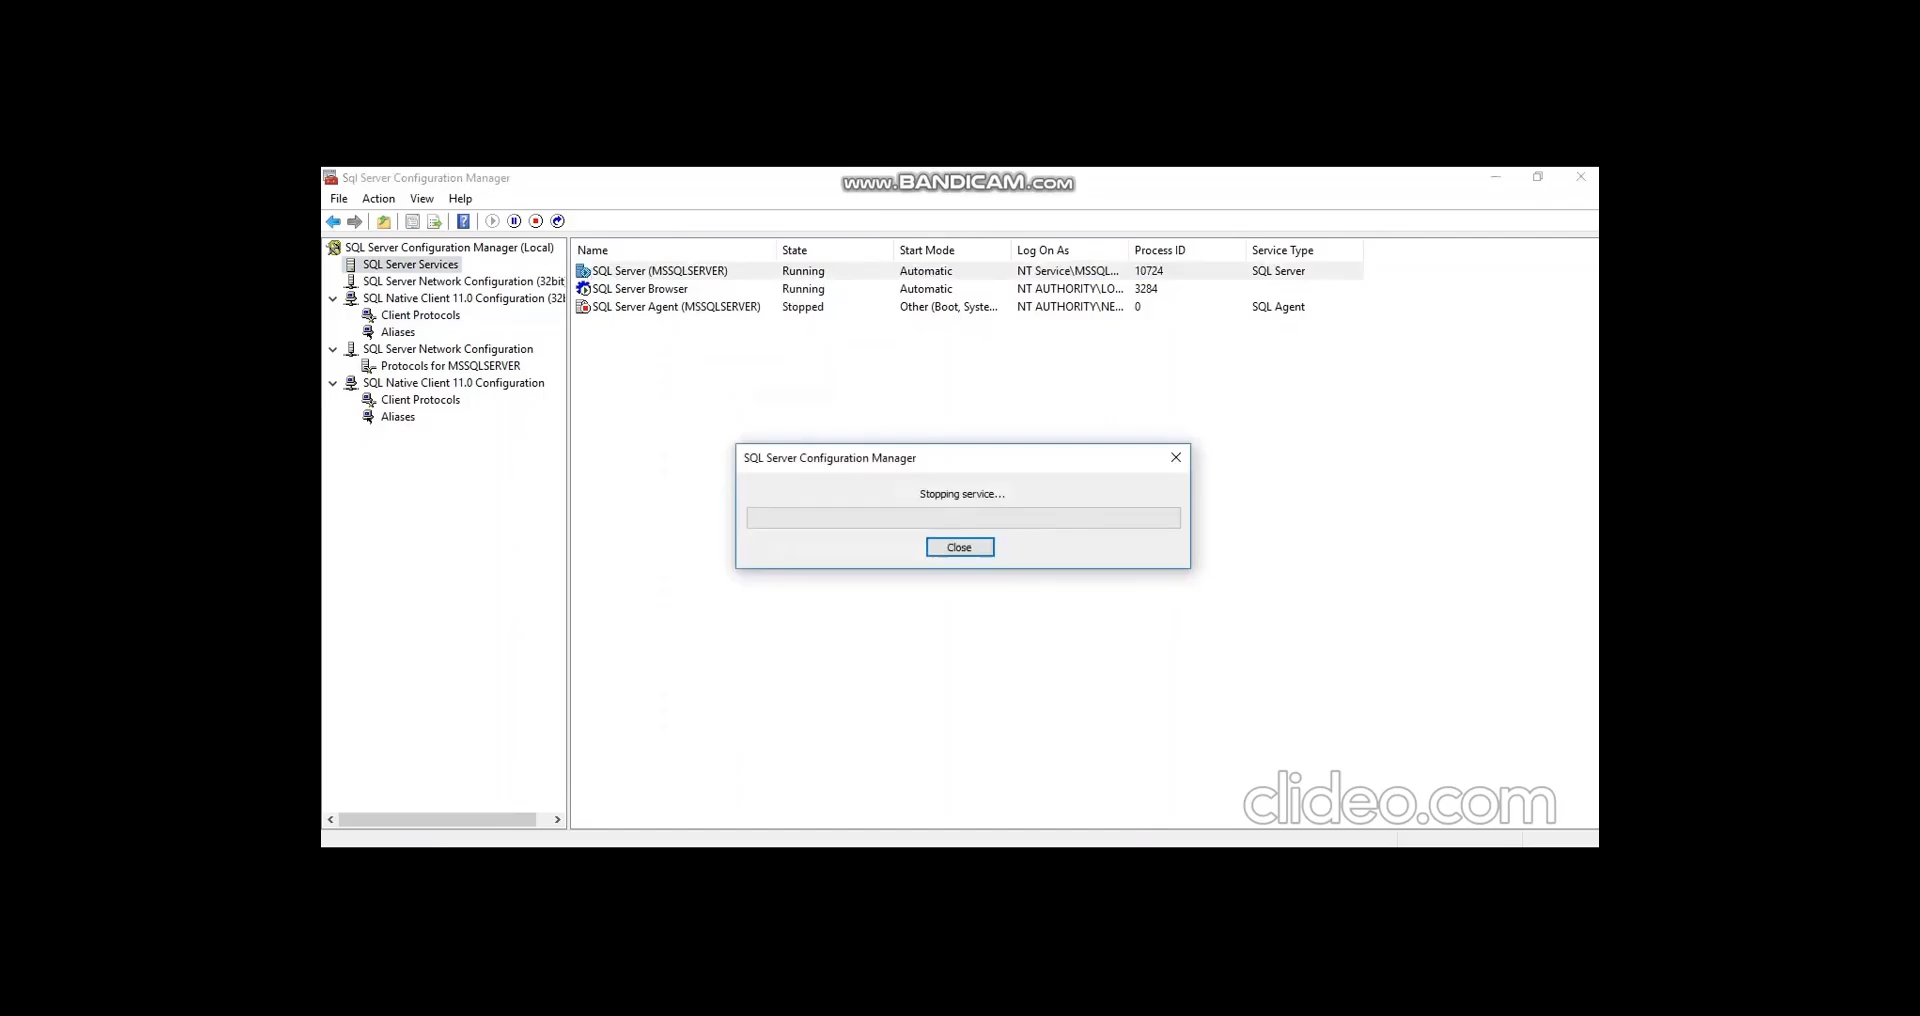 Sql Server Configuration Manager
www.BANDICAM.com
File Action View Help
SQL Server Configuration Manager (Local)
SQL Server Services
SQL Server Network Configuration (32bit
SQL Native Client 11.0 Configuration (32l
Client Protocols
Aliases
SQL Server Network Configuration
Protocols for MSSQLSERVER
SQL Native Client 11.0 Configuration
Client Protocols
Aliases
Name State Start Mode Log On As Process ID Service Type
SQL Server (MSSQLSERVER) Running Automatic NT Service\MSSQL... 10724 SQL Server
SQL Server Browser Running Automatic NT AUTHORITY\LO... 3284
SQL Server Agent (MSSQLSERVER) Stopped Other (Boot, Syste... NT AUTHORITY\NE... 0 SQL Agent
SQL Server Configuration Manager
Stopping service...
Close
clideo.com